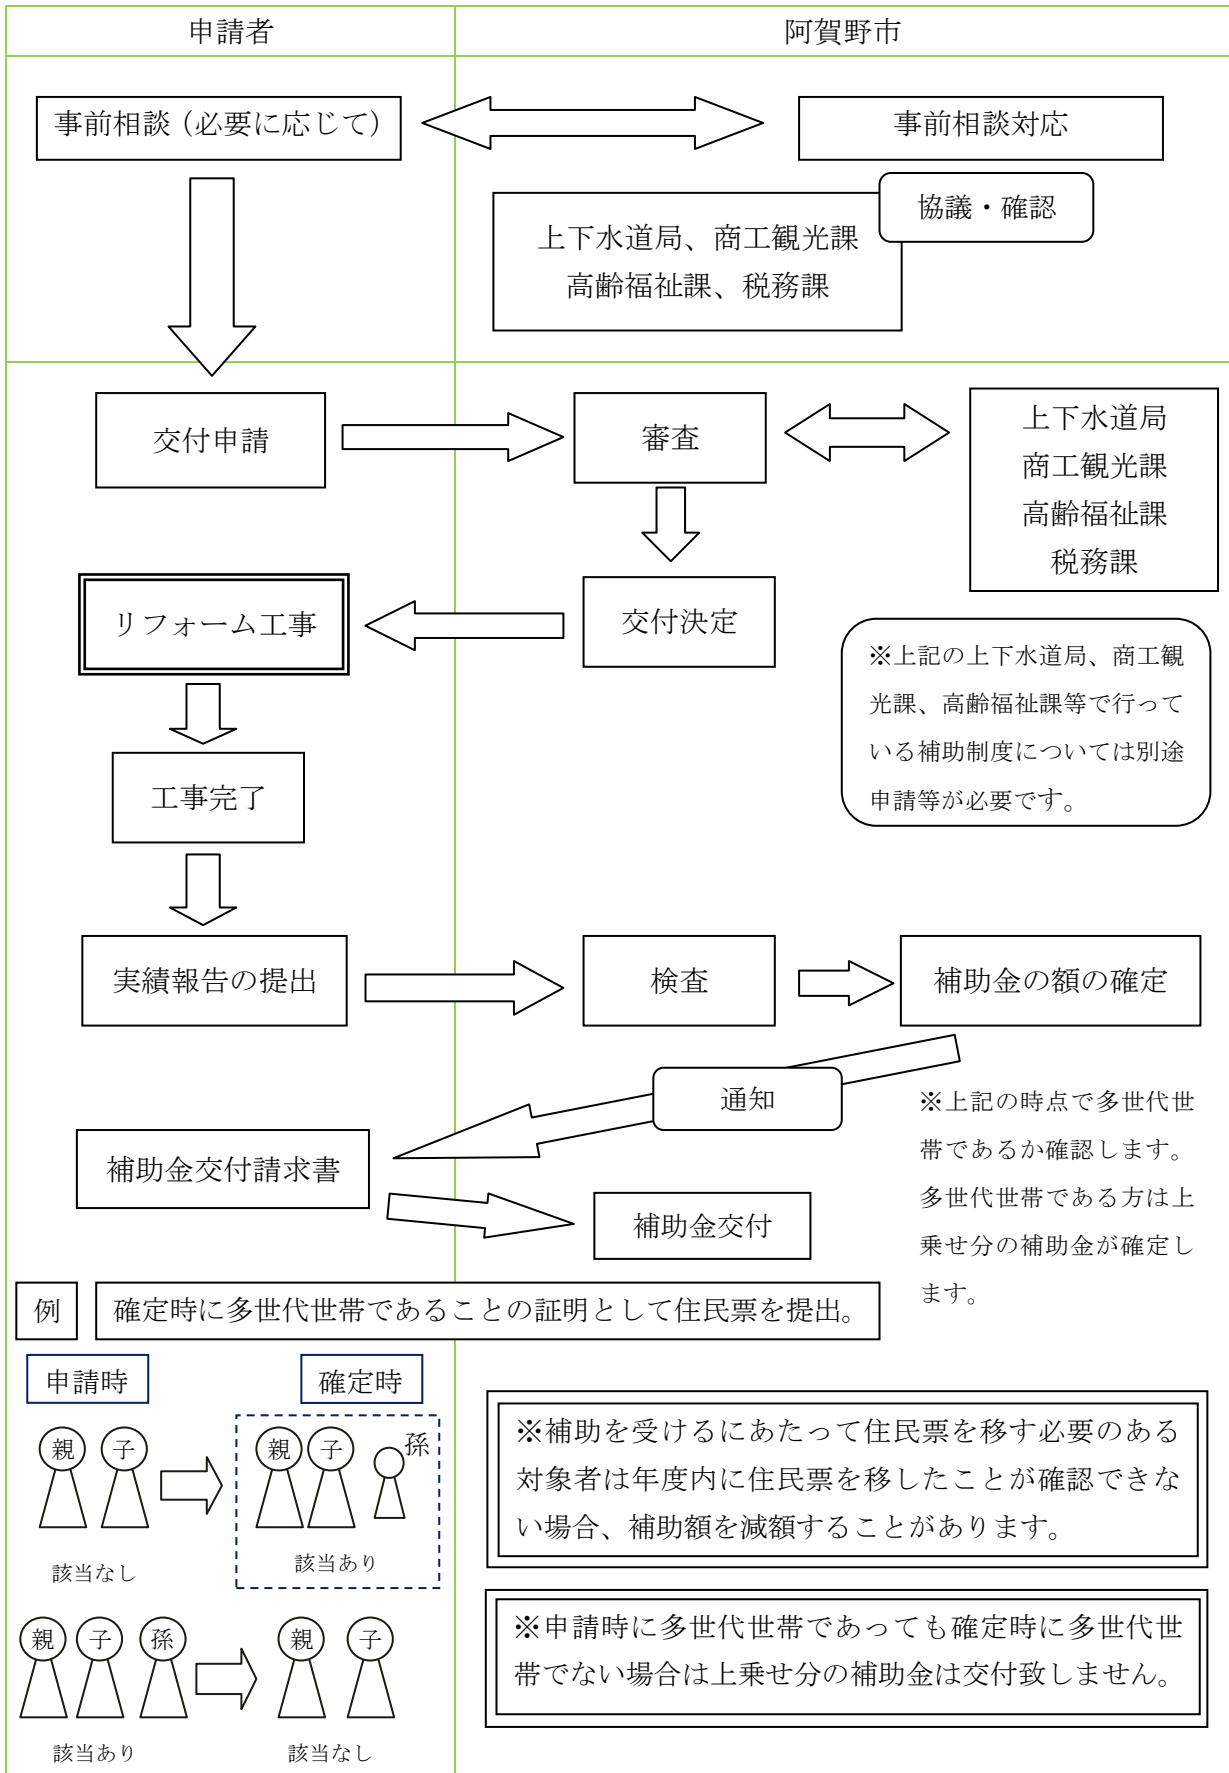 申請者
阿賀野市
事前相談（必要に応じて）
事前相談対応
協議・確認
上下水道局、商工観光課
高齢福祉課、税務課
交付申請
審査
上下水道局
商工観光課
高齢福祉課
税務課
リフォーム工事
交付決定
※上記の上下水道局、商工観
光課、高齢福祉課等で行って
いる補助制度については別途
申請等が必要です。
工事完了
実績報告の提出
検査
補助金の額の確定
通知
※上記の時点で多世代世
帯であるか確認します。
多世代世帯である方は上
乗せ分の補助金が確定し
ます。
補助金交付請求書
補助金交付
例
確定時に多世代世帯であることの証明として住民票を提出。
申請時
確定時
親
子
親
子
孫
該当なし
該当あり
※補助を受けるにあたって住民票を移す必要のある
対象者は年度内に住民票を移したことが確認できな
い場合、補助額を減額することがあります。
親
子
孫
親
子
該当あり
該当なし
※申請時に多世代世帯であっても確定時に多世代世
帯でない場合は上乗せ分の補助金は交付致しません。